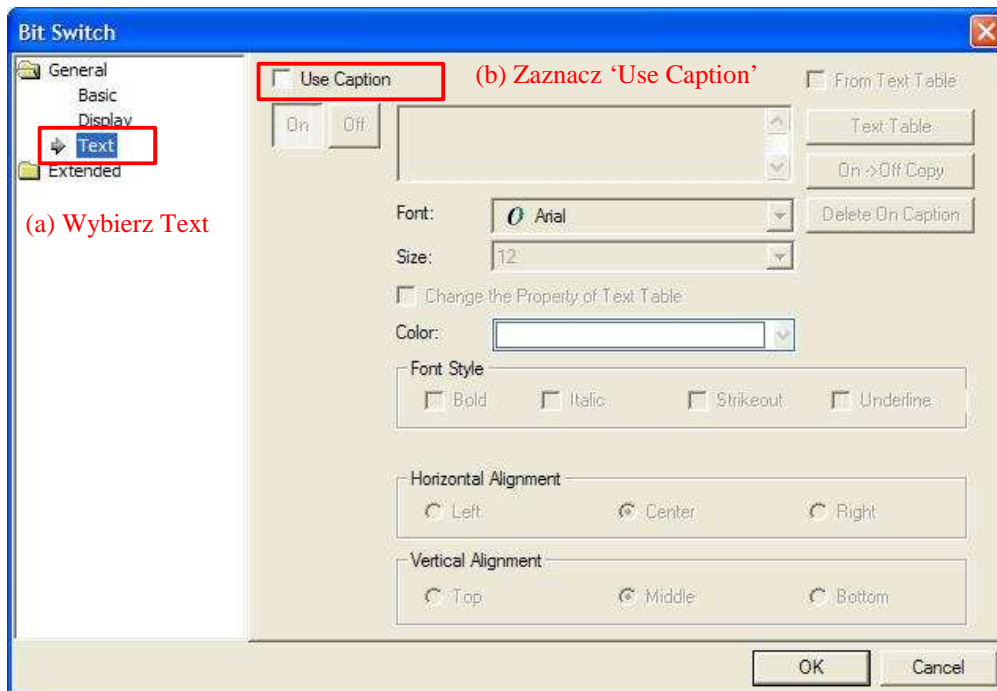 Bit Switch
General
Basic
Display
Text
Extended
(a) Wybierz Text
Use Caption
(b) Zaznacz ‘Use Caption’
From Text Table
On Off
Text Table
On ->Off Copy
Delete On Caption
Font: O Arial
Size: 12
Change the Property of Text Table
Color:
Font Style
Bold Italic Strikeout Underline
Horizontal Alignment
Left Center Right
Vertical Alignment
Top Middle Bottom
OK Cancel